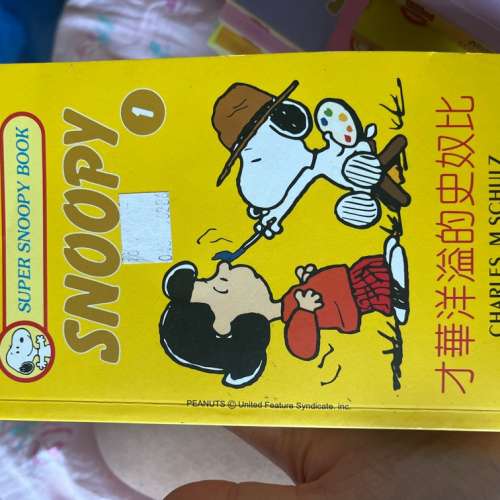 SUPER SNOOPY BOOK
SNOOPY
1
才華洋溢的史奴比
CHARLES M.SCHULZ
PEANUTS © United Feature Syndicate, inc.